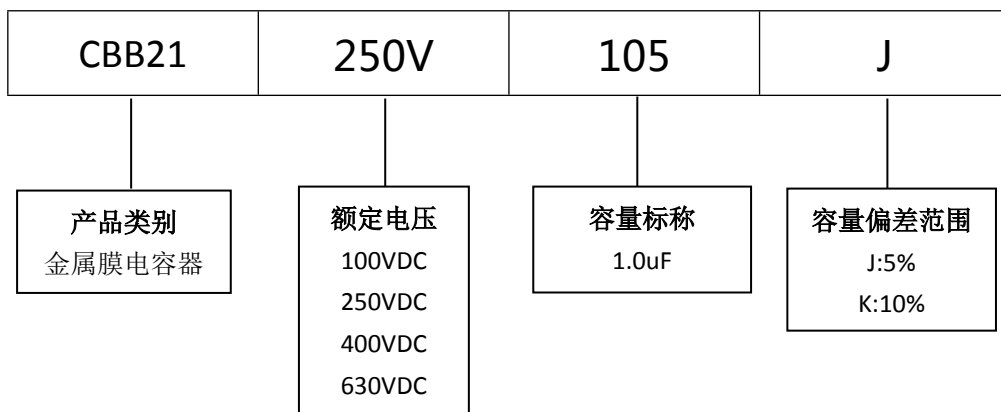 CBB21 250V 105 J
产品类别
金属膜电容器
额定电压
100VDC
250VDC
400VDC
630VDC
容量标称
1.0uF
容量偏差范围
J:5%
K:10%